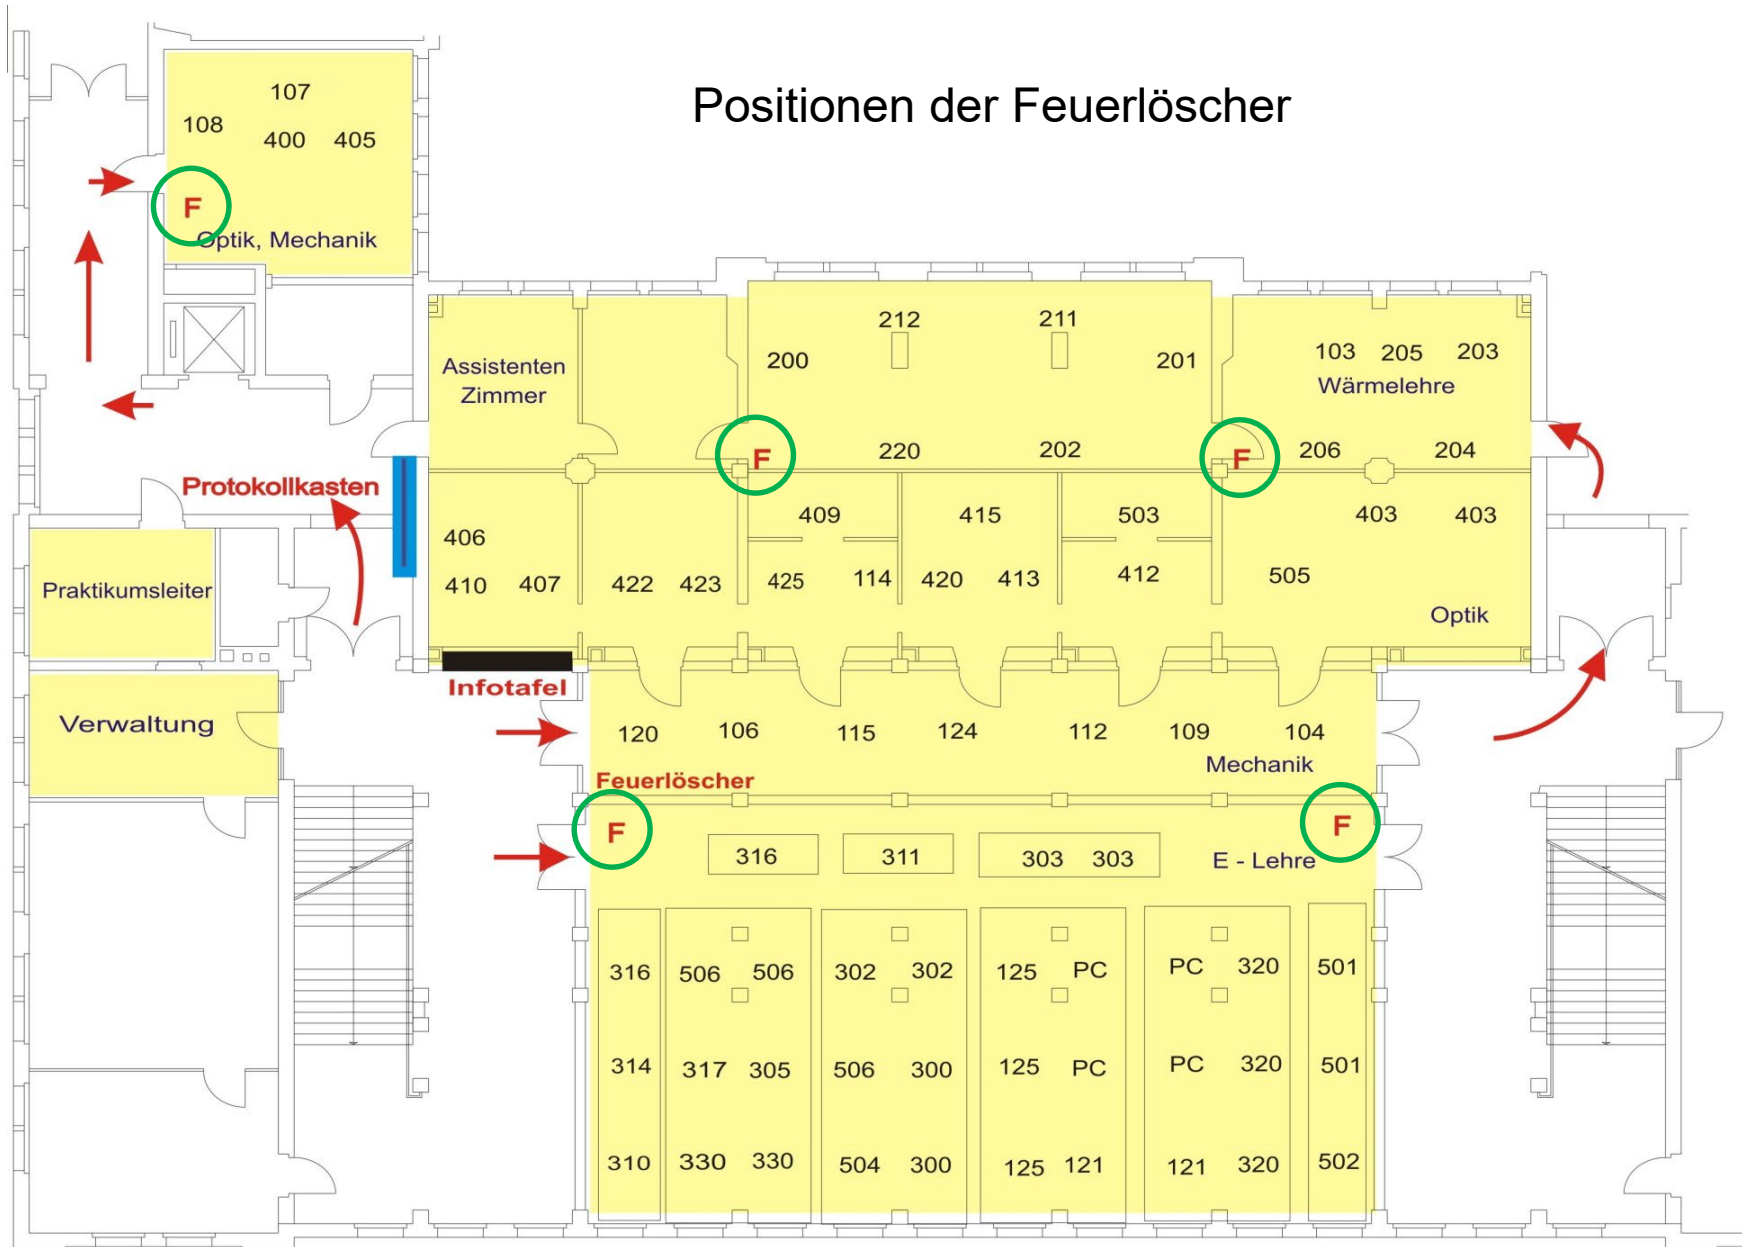 Positionen der Feuerlöscher
107
108
400 405
F
Optik, Mechanik
212 211
200 201
103 205 203
Wärmelehre
Assistenten
Zimmer
220 202
206 204
F
F
Protokollkasten
409 415 503 403 403
406
410 407 422 423 425 114 420 413 412 505
Praktikumsleiter
Optik
Infotafel
Verwaltung
120 106 115 124 112 109 104
Mechanik
Feuerlöscher
F
F
316 311 303 303 E - Lehre
316 506 506 302 302 125 PC PC 320 501
314 317 305 506 300 125 PC PC 320 501
310 330 330 504 300 125 121 121 320 502